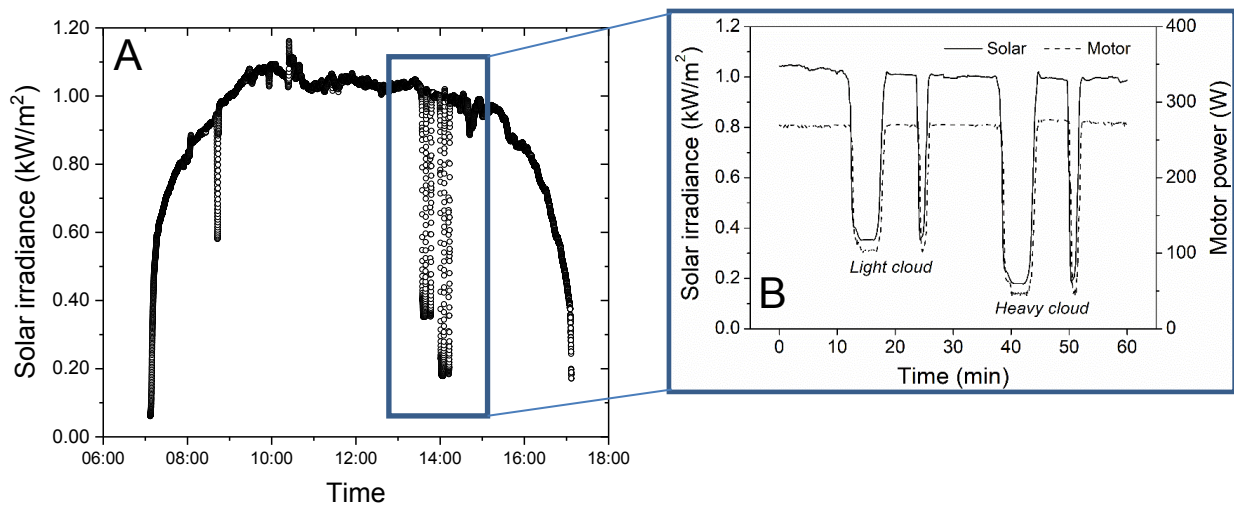 A
Solar irradiance (kW/m²)
1.20
1.00
0.80
0.60
0.40
0.20
0.00
06:00 08:00 10:00 12:00 14:00 16:00 18:00
Time
B
Solar irradiance (kW/m²)
1.2
1.0
0.8
0.6
0.4
0.2
0.0
Solar Motor
Light cloud
Heavy cloud
400
300
200
100
0
Motor power (W)
0 10 20 30 40 50 60
Time (min)